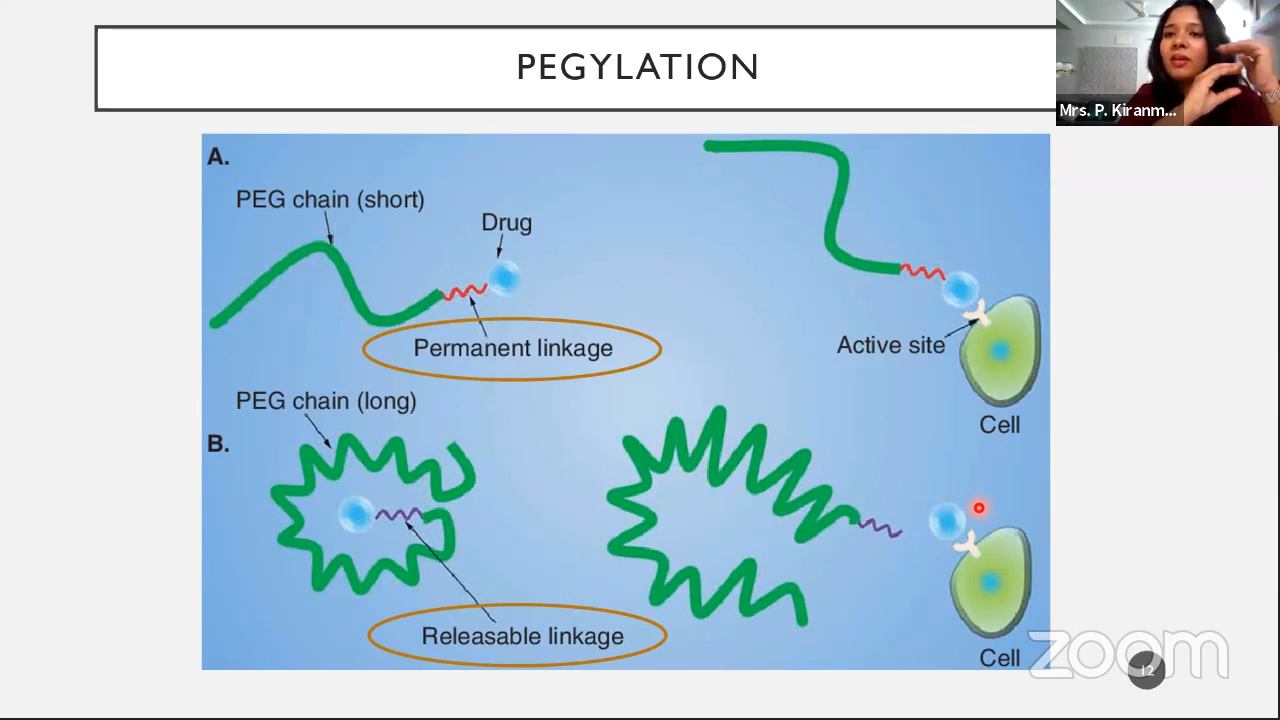 PEGYLATION
Mrs. P. Kiranm...
A.
PEG chain (short)
Drug
Permanent linkage
Active site
Cell
PEG chain (long)
B.
Releasable linkage
Cell
zoom
12